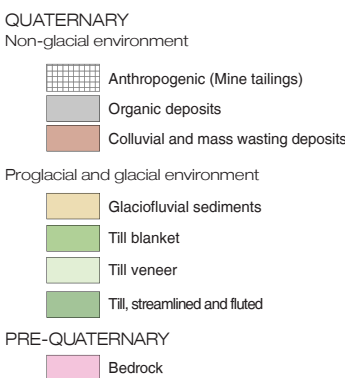 QUATERNARY
Non-glacial environment
Anthropogenic (Mine tailings)
Organic deposits
Colluvial and mass wasting deposits
Proglacial and glacial environment
Glaciofluvial sediments
Till blanket
Till veneer
Till, streamlined and fluted
PRE-QUATERNARY
Bedrock